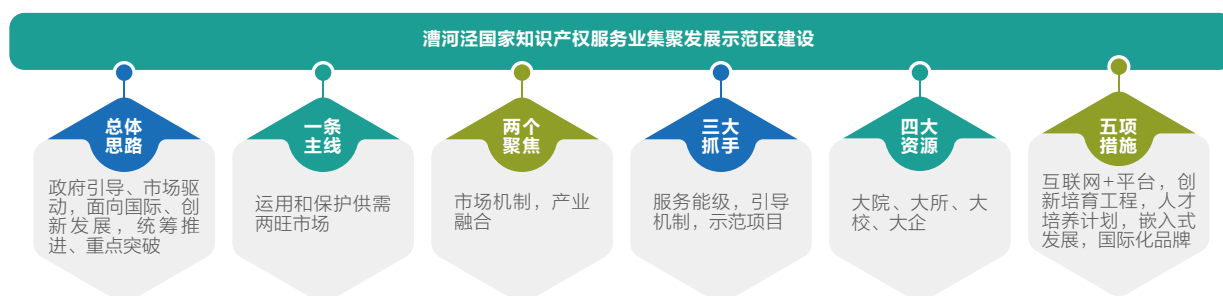 漕河泾国家知识产权服务业集聚发展示范区建设
总体
思路
政府引导、市场驱
动，面向国际、创
新发展，统筹推
进、重点突破
一条
主线
运用和保护供需
两旺市场
两个
聚焦
市场机制，产业
融合
三大
抓手
服务能级，引导
机制，示范项目
四大
资源
大院、大所、大
校、大企
五项
措施
互联网+平台，创
新培育工程，人才
培养计划，嵌入式
发展，国际化品牌